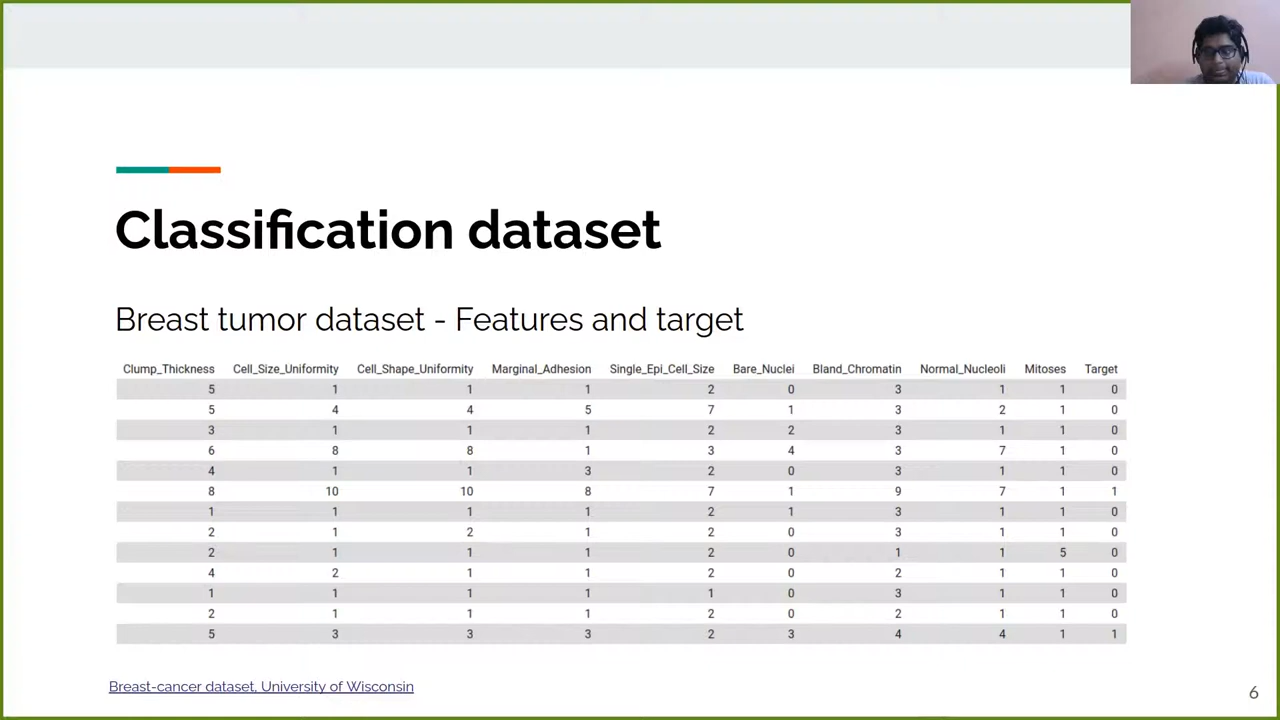 Classification dataset
Breast tumor dataset - Features and target
Clump_Thickness Cell_Size_Uniformity Cell_Shape_Uniformity Marginal_Adhesion Single_Epi_Cell_Size Bare_Nuclei Bland_Chromatin Normal_Nucleoli Mitoses Target
5 1 1 1 2 0 3 1 1 0
5 4 4 5 7 1 3 2 1 0
3 1 1 1 2 2 3 1 1 0
6 8 8 1 3 4 3 7 1 0
4 1 1 3 2 0 3 1 1 0
8 10 10 8 7 1 9 7 1 1
1 1 1 1 2 1 3 1 1 0
2 1 2 1 2 0 3 1 1 0
2 1 1 1 2 0 1 1 5 0
4 2 1 1 2 0 2 1 1 0
1 1 1 1 1 0 3 1 1 0
2 1 1 1 2 0 2 1 1 0
5 3 3 3 2 3 4 4 1 1
Breast-cancer dataset, University of Wisconsin
6